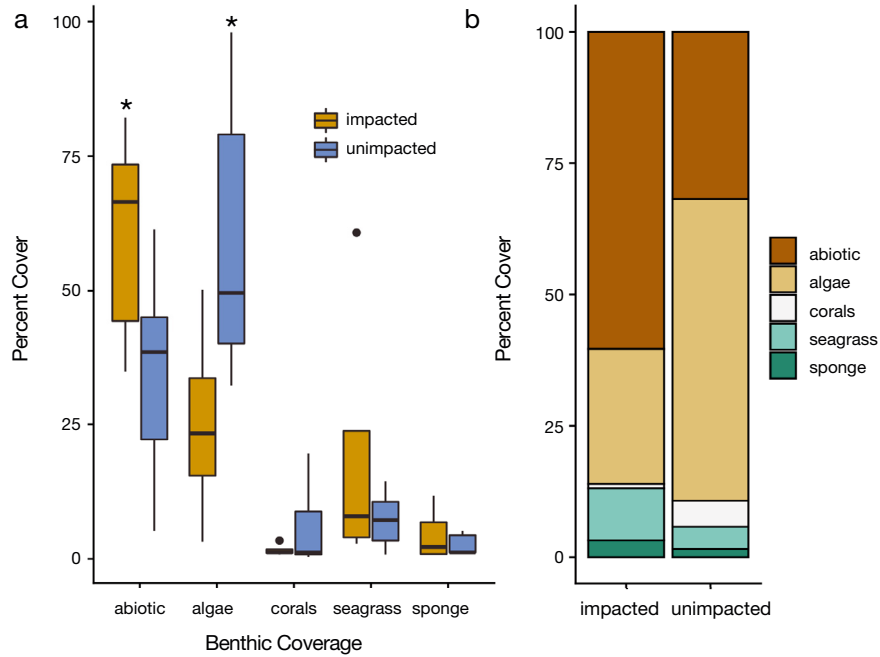 a
100
75
50
25
0
Percent Cover
*
*
impacted
unimpacted
abiotic algae corals seagrass sponge
Benthic Coverage
b
100
75
50
25
0
Percent Cover
impacted unimpacted
abiotic
algae
corals
seagrass
sponge